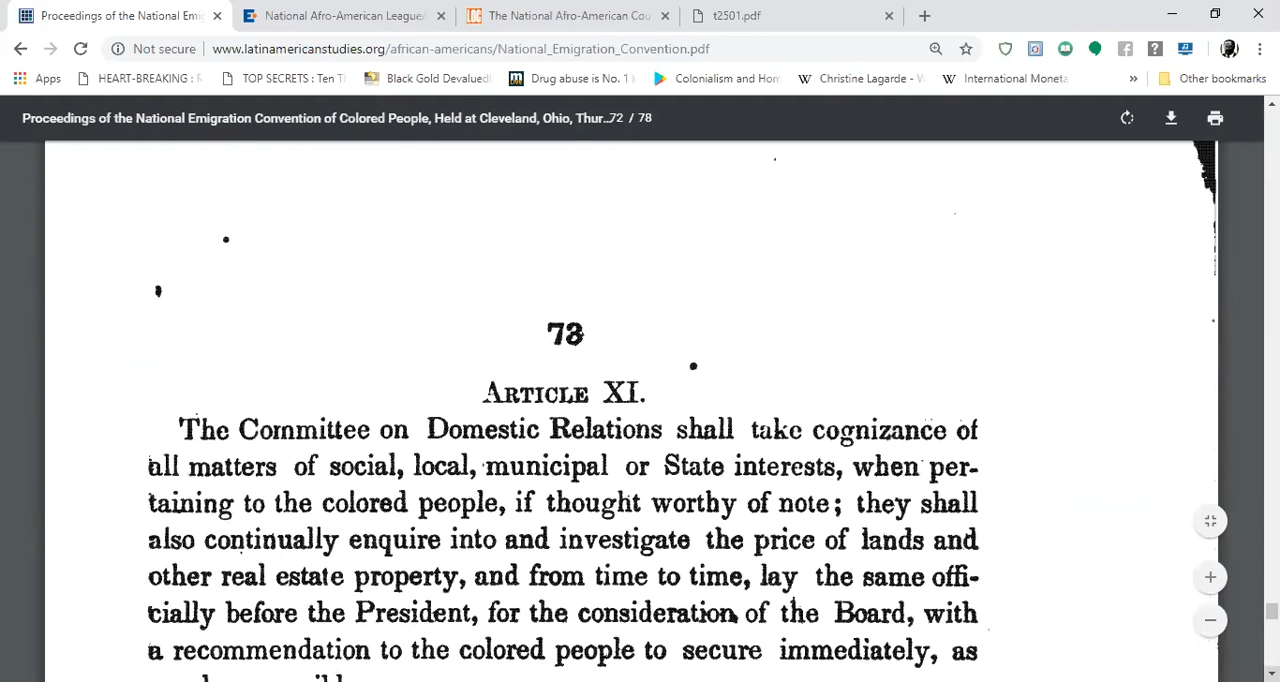 Proceedings of the National Emig
National Afro-American League/
The National Afro-American Cou
t2501.pdf
Not secure | www.latinamericanstudies.org/african-americans/National_Emigration_Convention.pdf
Apps HEART-BREAKING : R TOP SECRETS : Ten Th Black Gold Devalued Drug abuse is No. 1 Colonialism and Hom Christine Lagarde - W International Moneta » Other bookmarks
Proceedings of the National Emigration Convention of Colored People, Held at Cleveland, Ohio, Thur... 72 / 78
73
ARTICLE XI.
The Committee on Domestic Relations shall take cognizance of
all matters of social, local, municipal or State interests, when per-
taining to the colored people, if thought worthy of note; they shall
also continually enquire into and investigate the price of lands and
other real estate property, and from time to time, lay the same offi-
cially before the President, for the consideration of the Board, with
a recommendation to the colored people to secure immediately, as